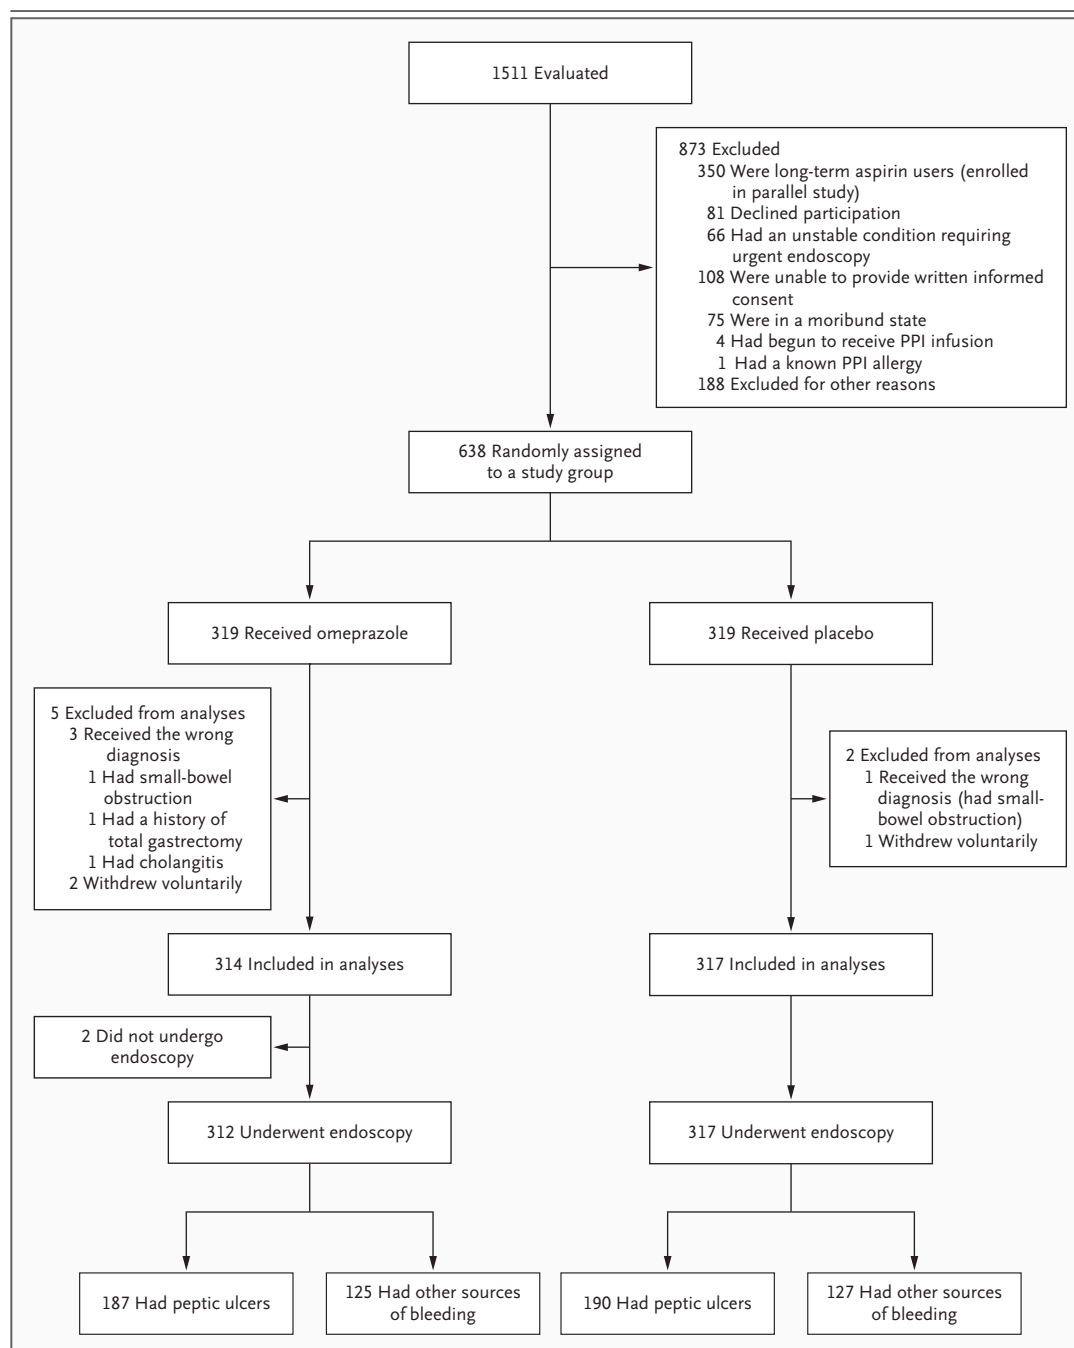 1511 Evaluated
873 Excluded
350 Were long-term aspirin users (enrolled
in parallel study)
81 Declined participation
66 Had an unstable condition requiring
urgent endoscopy
108 Were unable to provide written informed
consent
75 Were in a moribund state
4 Had begun to receive PPI infusion
1 Had a known PPI allergy
188 Excluded for other reasons
638 Randomly assigned
to a study group
319 Received omeprazole
319 Received placebo
5 Excluded from analyses
3 Received the wrong
diagnosis
1 Had small-bowel
obstruction
1 Had a history of
total gastrectomy
1 Had cholangitis
2 Withdrew voluntarily
2 Excluded from analyses
1 Received the wrong
diagnosis (had small-
bowel obstruction)
1 Withdrew voluntarily
314 Included in analyses
317 Included in analyses
2 Did not undergo
endoscopy
312 Underwent endoscopy
317 Underwent endoscopy
187 Had peptic ulcers
125 Had other sources
of bleeding
190 Had peptic ulcers
127 Had other sources
of bleeding